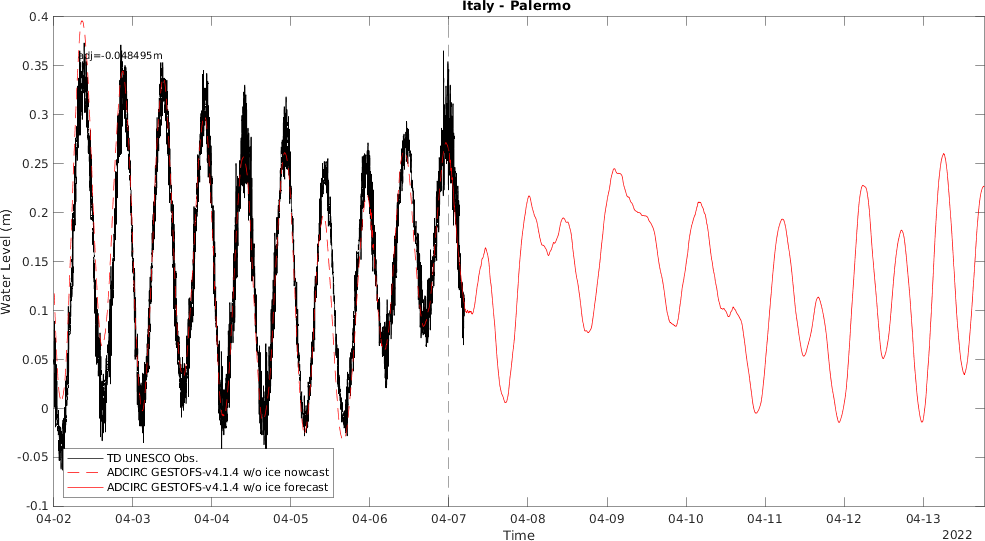 Italy - Palermo
adj=-0.048495m
Water Level (m)
0.4
0.35
0.3
0.25
0.2
0.15
0.1
0.05
0
-0.05
-0.1
TD UNESCO Obs.
ADCIRC GESTOFS-v4.1.4 w/o ice nowcast
ADCIRC GESTOFS-v4.1.4 w/o ice forecast
04-02 04-03 04-04 04-05 04-06 04-07 04-08 04-09 04-10 04-11 04-12 04-13
Time
2022